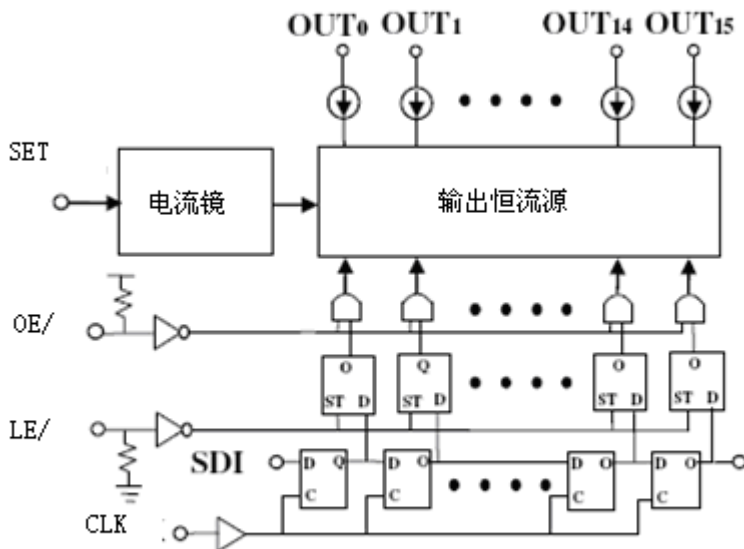 OUT0 OUT1 OUT14 OUT15
SET
电流镜
输出恒流源
OE/
O Q O O
ST D ST D ST D ST D
LE/
SDI
D Q D O D O D O
C C C C
CLK